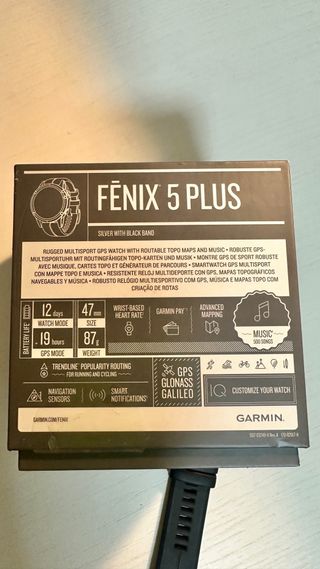 FĒNIX™ 5 PLUS
SILVER WITH BLACK BAND
RUGGED MULTISPORT GPS WATCH WITH ROUTABLE TOPO MAPS AND MUSIC • ROBUSTE GPS-
MULTISPORTUHR MIT ROUTINGFÄHIGEN TOPO-KARTEN UND MUSIK • MONTRE GPS DE SPORT ROBUSTE
AVEC MUSIQUE, CARTES TOPO ET GÉNÉRATEUR DE PARCOURS • SMARTWATCH GPS MULTISPORT
CON MAPPE TOPO E MUSICA • RESISTENTE RELOJ MULTIDEPORTE CON GPS, MAPAS TOPOGRÁFICOS
NAVEGABLES Y MÚSICA • ROBUSTO RELÓGIO MULTIDESPORTIVO COM GPS, MÚSICA E MAPAS TOPO COM
CRIAÇÃO DE ROTAS
BATTERY LIFE
12
days
WATCH MODE
47
mm
SIZE
19
hours
GPS MODE
87
g
WEIGHT
WRIST-BASED
HEART RATE
GARMIN PAY™
ADVANCED
MAPPING
MUSIC
500 SONGS
TRENDLINE™ POPULARITY ROUTING
FOR RUNNING AND CYCLING
NAVIGATION
SENSORS
SMART
NOTIFICATIONS
GPS
GLONASS
GALILEO
IQ
CUSTOMIZE YOUR WATCH
GARMIN.COM/FENIX
GARMIN.